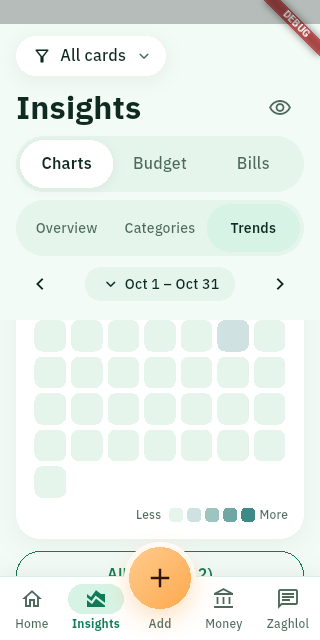 DEBUG
All cards
Insights
Charts Budget Bills
Overview Categories Trends
Oct 1 – Oct 31
Less More
Home Insights Add Money Zaghlol